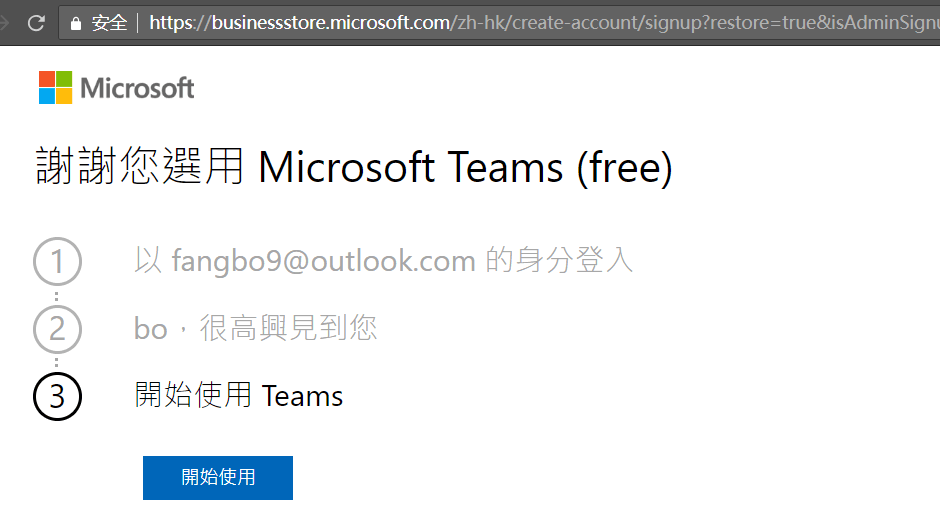 安全 https://businessstore.microsoft.com/zh-hk/create-account/signup?restore=true&isAdminSignu
Microsoft
謝謝您選用 Microsoft Teams (free)
1 以 fangbo9@outlook.com 的身分登入
2 bo，很高興見到您
3 開始使用 Teams
開始使用